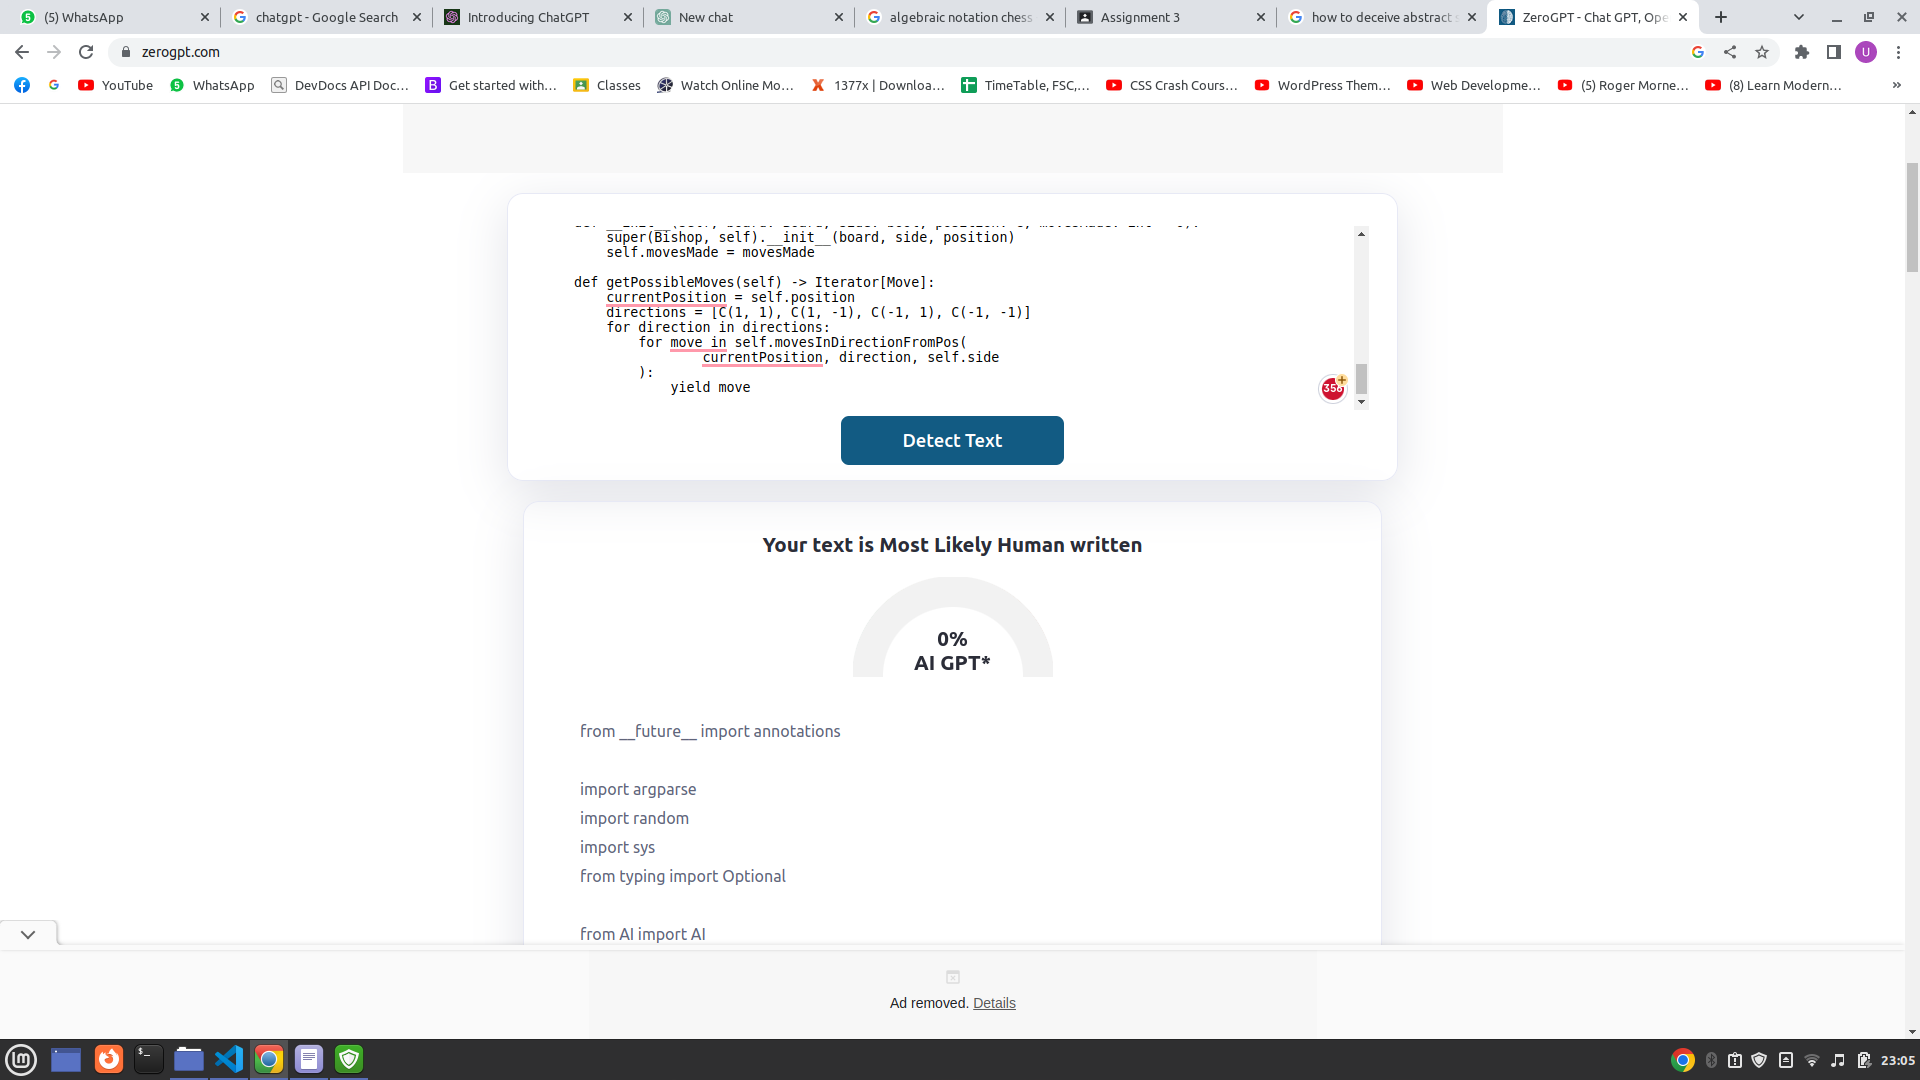 (5) WhatsApp
chatgpt - Google Search
Introducing ChatGPT
New chat
algebraic notation chess
Assignment 3
how to deceive abstract s
ZeroGPT - Chat GPT, Ope
zerogpt.com
U
YouTube
WhatsApp
DevDocs API Doc...
Get started with...
Classes
Watch Online Mo...
1377x | Downloa...
TimeTable, FSC,...
CSS Crash Cours...
WordPress Them...
Web Developme...
(5) Roger Morne...
(8) Learn Modern...
»
super(Bishop, self).__init__(board, side, position)
self.movesMade = movesMade
def getPossibleMoves(self) -> Iterator[Move]:
currentPosition = self.position
directions = [C(1, 1), C(1, -1), C(-1, 1), C(-1, -1)]
for direction in directions:
for move in self.movesInDirectionFromPos(
currentPosition, direction, self.side
):
yield move
Detect Text
Your text is Most Likely Human written
0%
AI GPT*
from __future__ import annotations
import argparse
import random
import sys
from typing import Optional
from AI import AI
Ad removed. Details
23:05